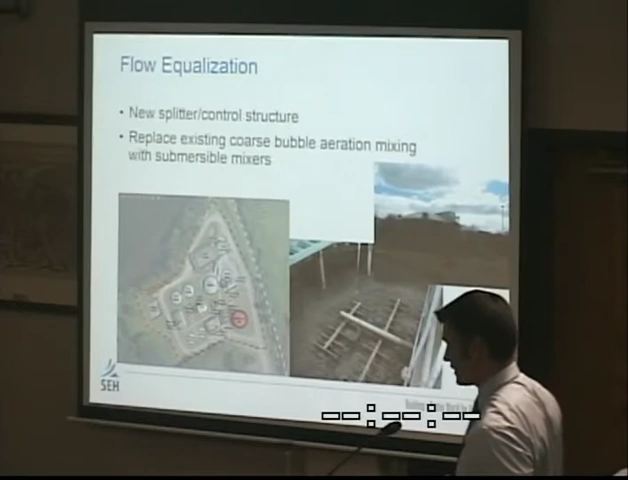 Flow Equalization
• New splitter/control structure
• Replace existing coarse bubble aeration mixing
with submersible mixers
SEH
--:--:--